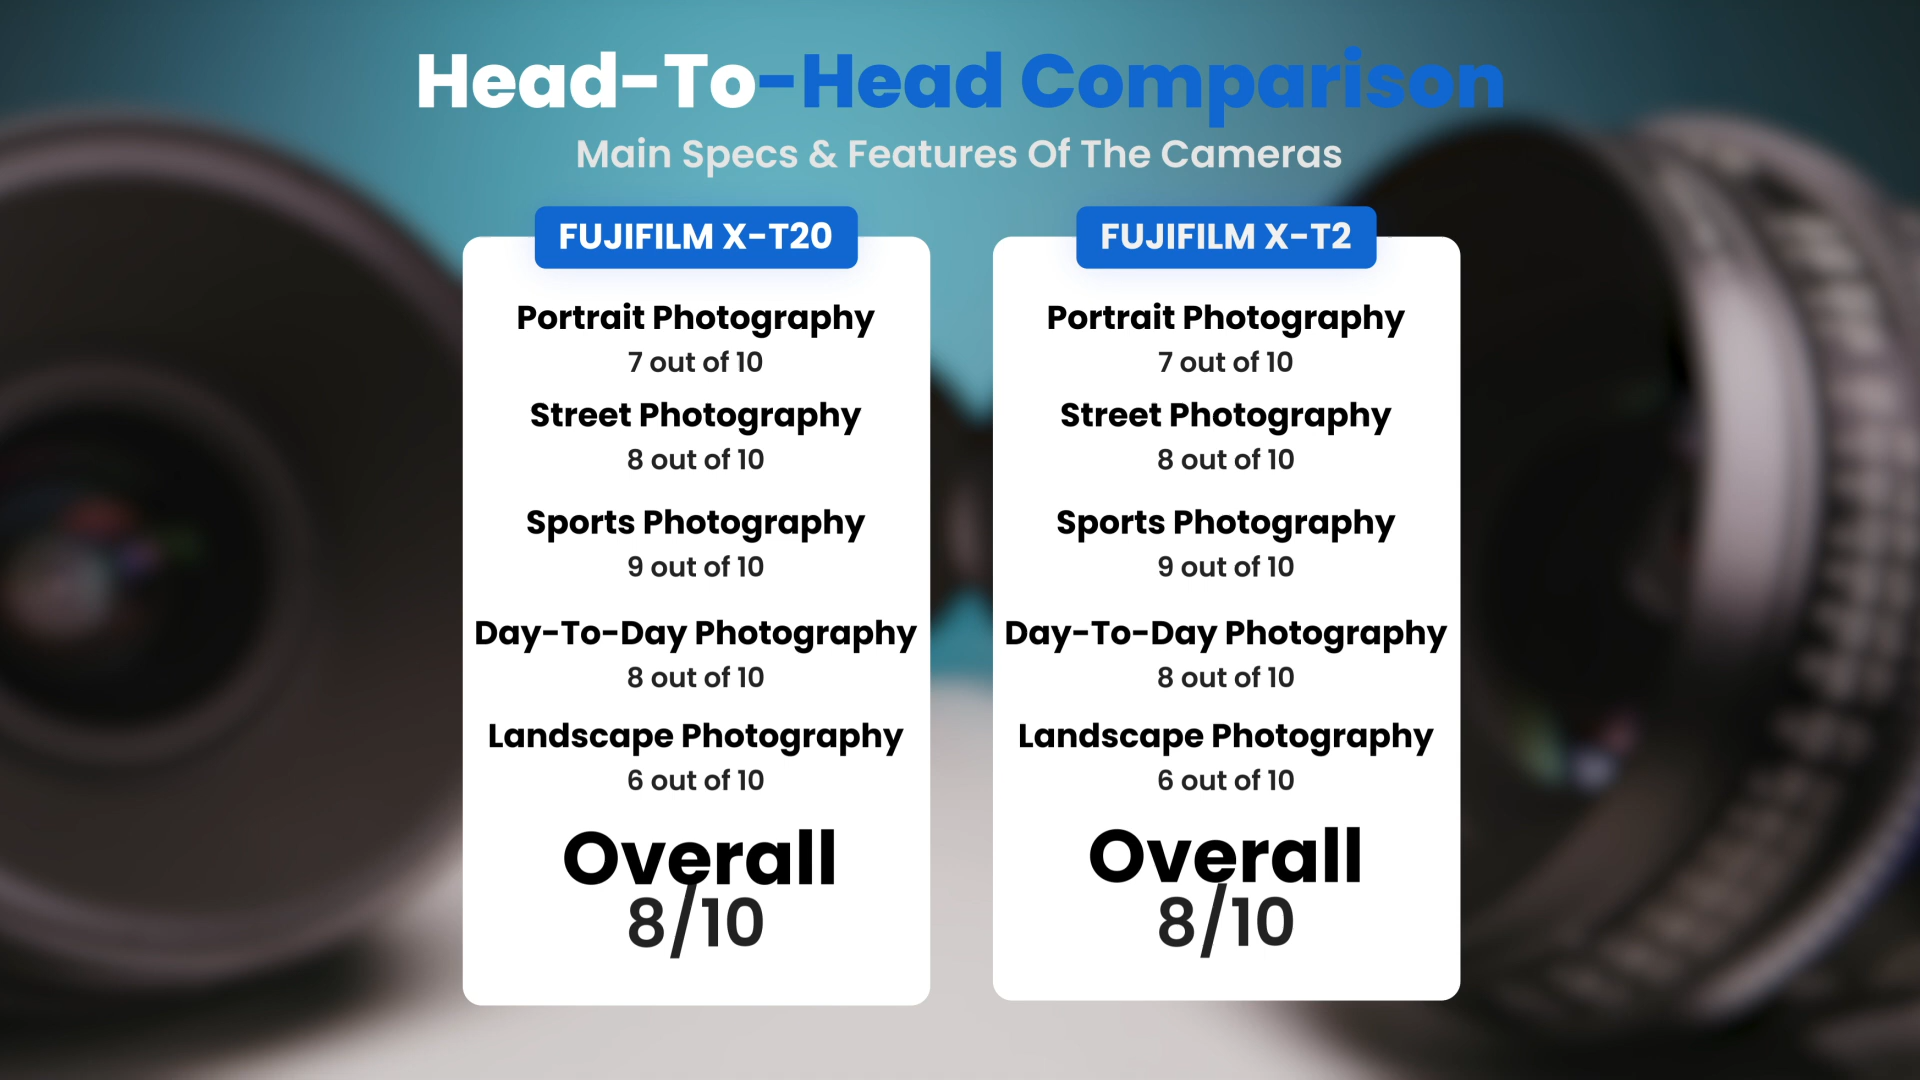 Head-To-Head Comparison
Main Specs & Features Of The Cameras
FUJIFILM X-T20
Portrait Photography
7 out of 10
Street Photography
8 out of 10
Sports Photography
9 out of 10
Day-To-Day Photography
8 out of 10
Landscape Photography
6 out of 10
Overall
8/10
FUJIFILM X-T2
Portrait Photography
7 out of 10
Street Photography
8 out of 10
Sports Photography
9 out of 10
Day-To-Day Photography
8 out of 10
Landscape Photography
6 out of 10
Overall
8/10